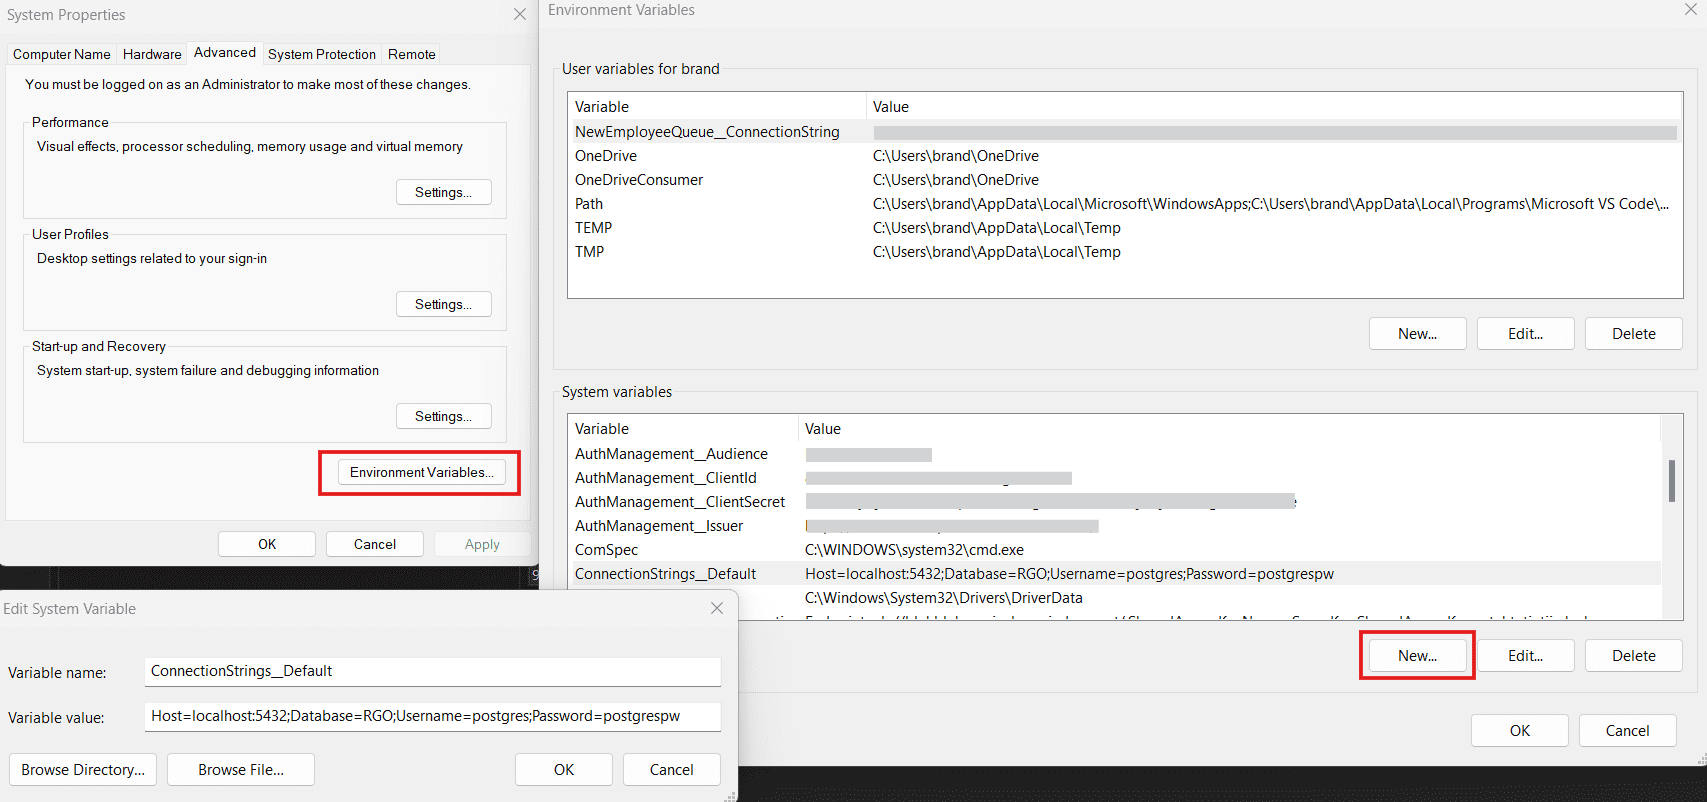 System Properties
Computer Name Hardware Advanced System Protection Remote
You must be logged on as an Administrator to make most of these changes.
Performance
Visual effects, processor scheduling, memory usage and virtual memory
Settings...
User Profiles
Desktop settings related to your sign-in
Settings...
Start-up and Recovery
System start-up, system failure and debugging information
Settings...
Environment Variables...
OK Cancel Apply
Environment Variables
User variables for brand
Variable Value
NewEmployeeQueue__ConnectionString
OneDrive C:\Users\brand\OneDrive
OneDriveConsumer C:\Users\brand\OneDrive
Path C:\Users\brand\AppData\Local\Microsoft\WindowsApps;C:\Users\brand\AppData\Local\Programs\Microsoft VS Code\...
TEMP C:\Users\brand\AppData\Local\Temp
TMP C:\Users\brand\AppData\Local\Temp
New... Edit... Delete
System variables
Variable Value
AuthManagement__Audience
AuthManagement__ClientId
AuthManagement__ClientSecret
AuthManagement__Issuer
ComSpec C:\WINDOWS\system32\cmd.exe
ConnectionStrings__Default Host=localhost:5432;Database=RGO;Username=postgres;Password=postgrespw
C:\Windows\System32\Drivers\DriverData
New... Edit... Delete
OK Cancel
9
Edit System Variable
Variable name: ConnectionStrings__Default
Variable value: Host=localhost:5432;Database=RGO;Username=postgres;Password=postgrespw
Browse Directory... Browse File... OK Cancel